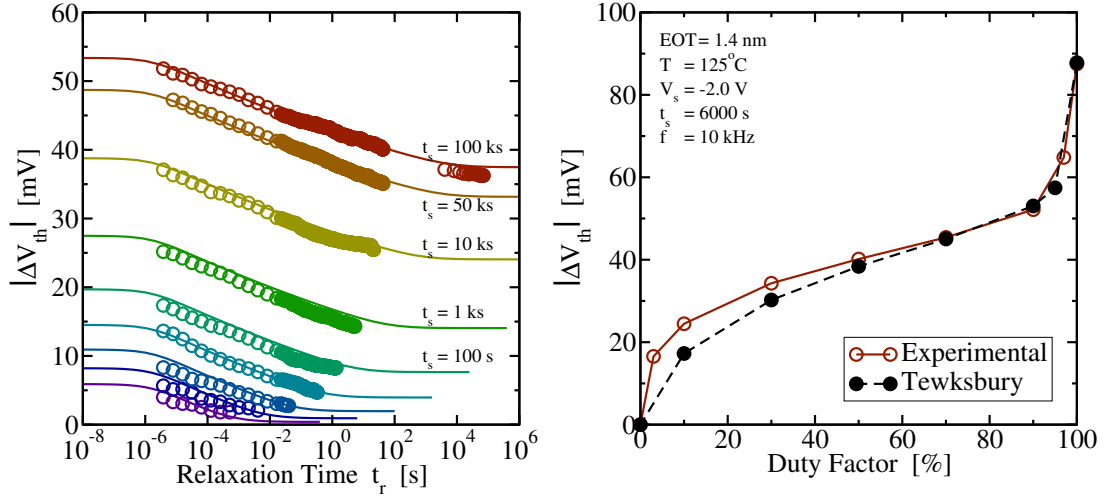 60
50
40
30
20
10
0
|ΔV_th| [mV]
t_s = 100 ks
t_s = 50 ks
t_s = 10 ks
t_s = 1 ks
t_s = 100 s
10^-8 10^-6 10^-4 10^-2 10^0 10^2 10^4 10^6
Relaxation Time t_r [s]
100
80
60
40
20
0
|ΔV_th| [mV]
EOT = 1.4 nm
T = 125°C
V_s = -2.0 V
t_s = 6000 s
f = 10 kHz
Experimental
Tewksbury
0 20 40 60 80 100
Duty Factor [%]